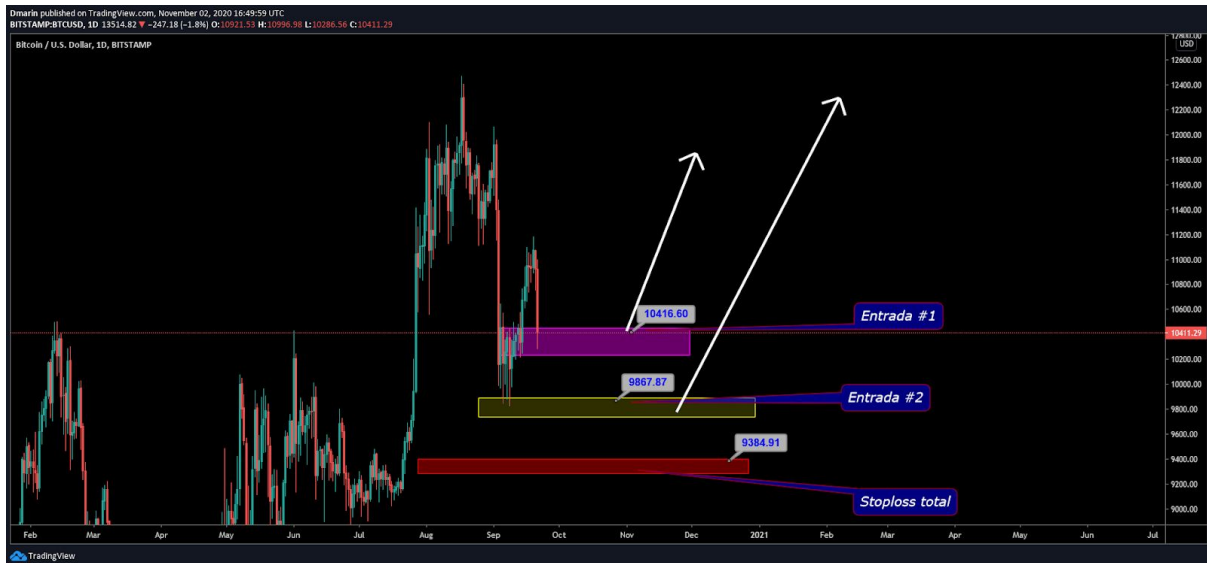 Dmarin published on TradingView.com, November 02, 2020 16:49:59 UTC
BITSTAMP:BTCUSD, 1D 13514.82 ▼ −247.18 (−1.8%) O:10921.53 H:10996.98 L:10286.56 C:10411.29
Bitcoin / U.S. Dollar, 1D, BITSTAMP
USD
12600.00
12400.00
12200.00
12000.00
11800.00
11600.00
11400.00
11200.00
11000.00
10800.00
10600.00
10416.60
Entrada #1
10411.29
10200.00
10000.00
9867.87
Entrada #2
9800.00
9600.00
9384.91
9400.00
9200.00
Stoploss total
9000.00
Feb Mar Apr May Jun Jul Aug Sep Oct Nov Dec 2021 Feb Mar Apr May Jun Jul
TradingView